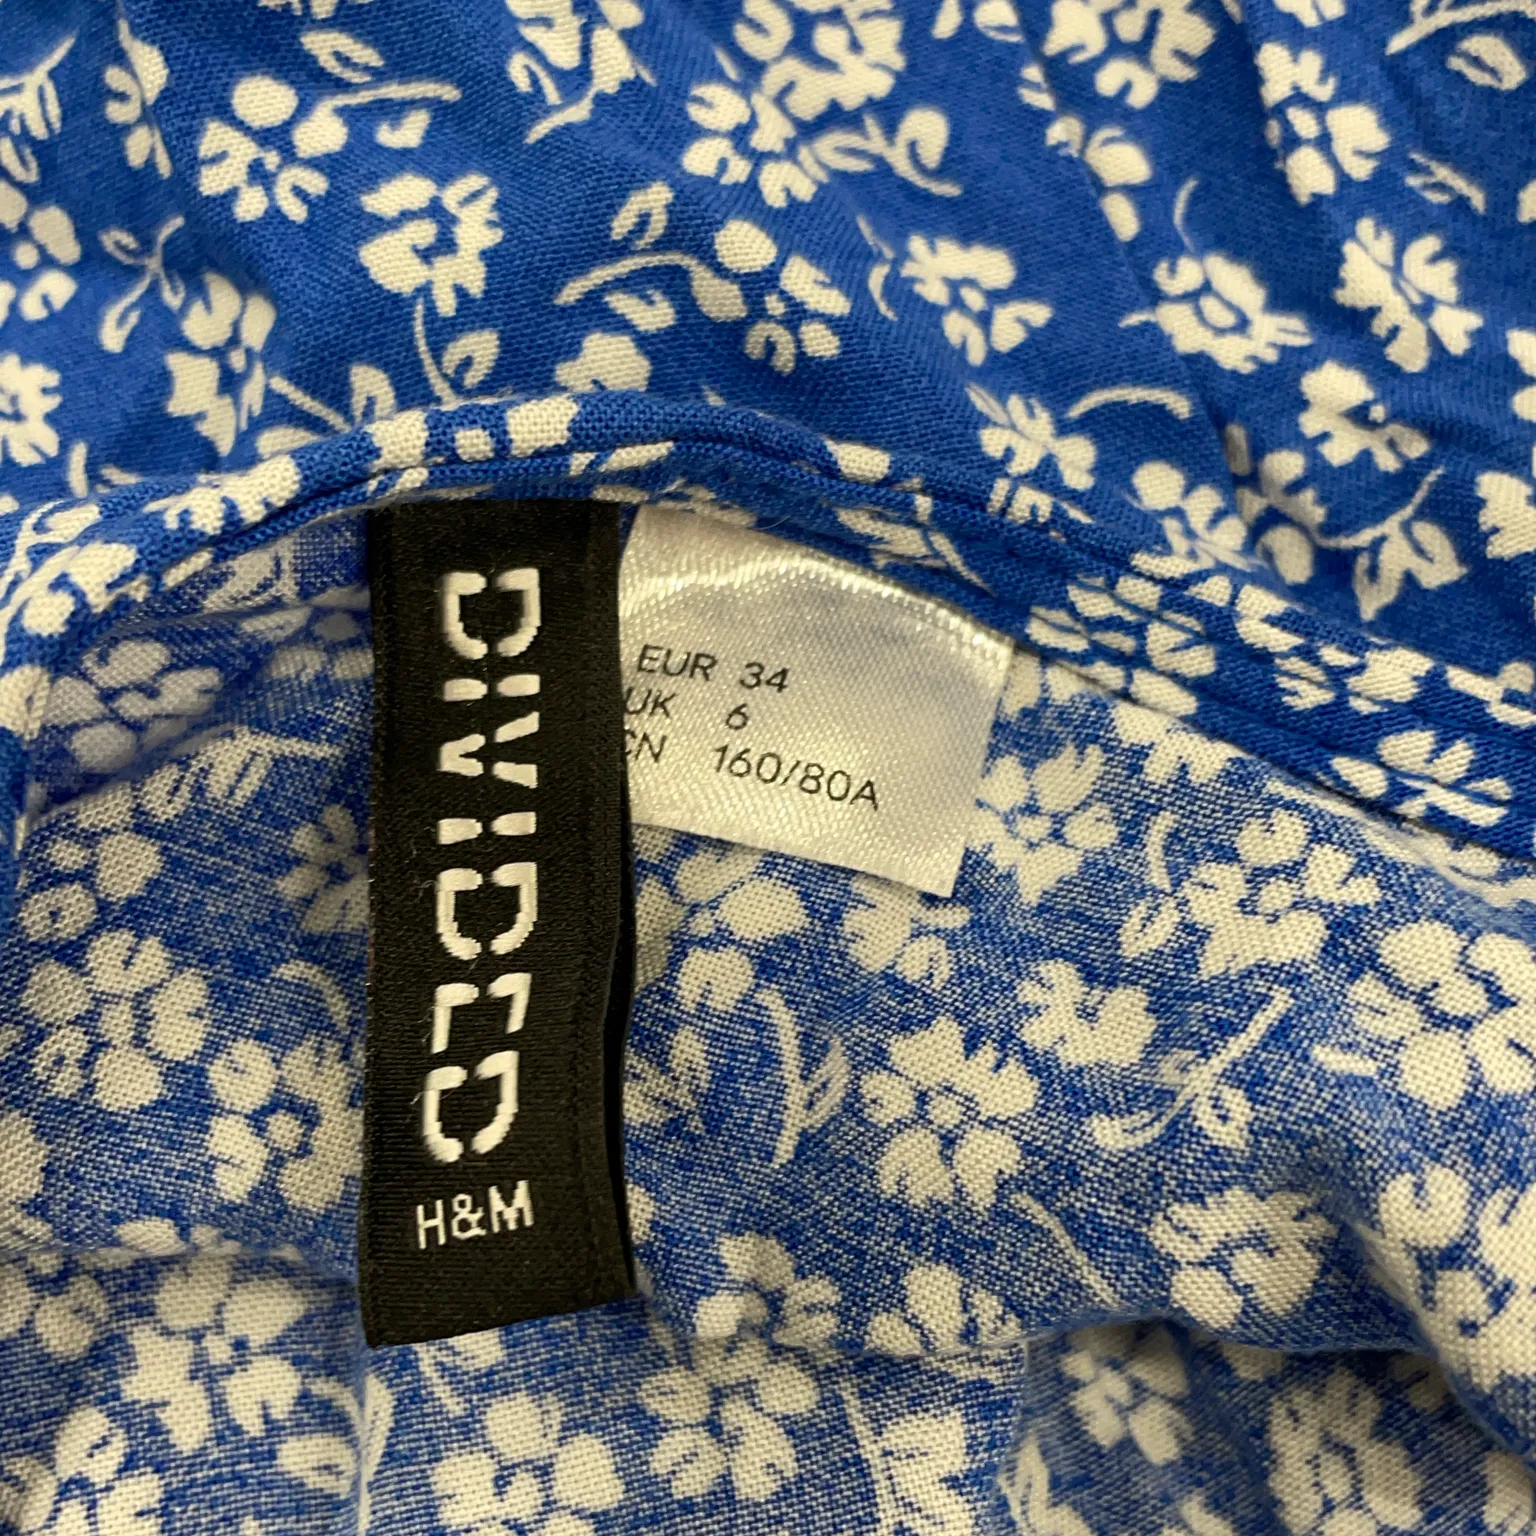 DIVIDED
H&M
EUR 34
UK 6
CN 160/80A